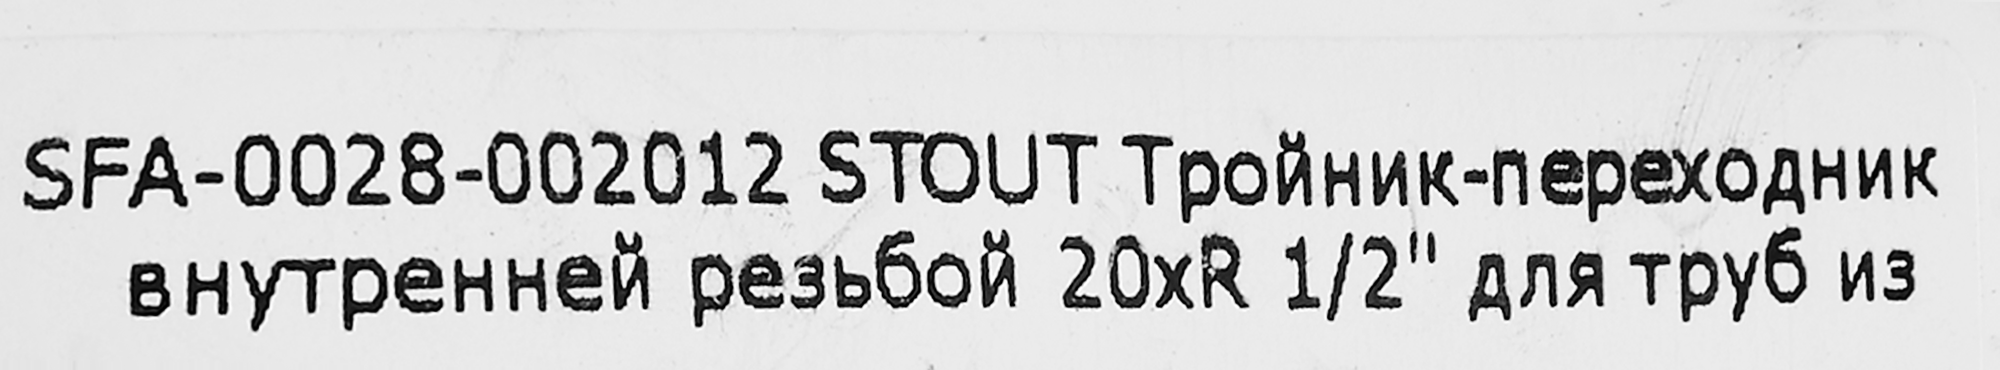 SFA-0028-002012 STOUT Тройник-переходник
внутренней резьбой 20xR 1/2" для труб из